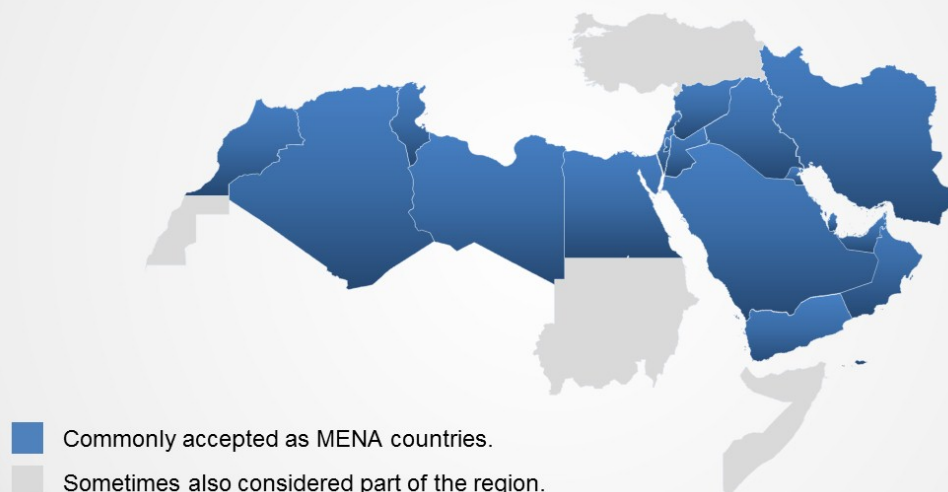 Commonly accepted as MENA countries.
Sometimes also considered part of the region.